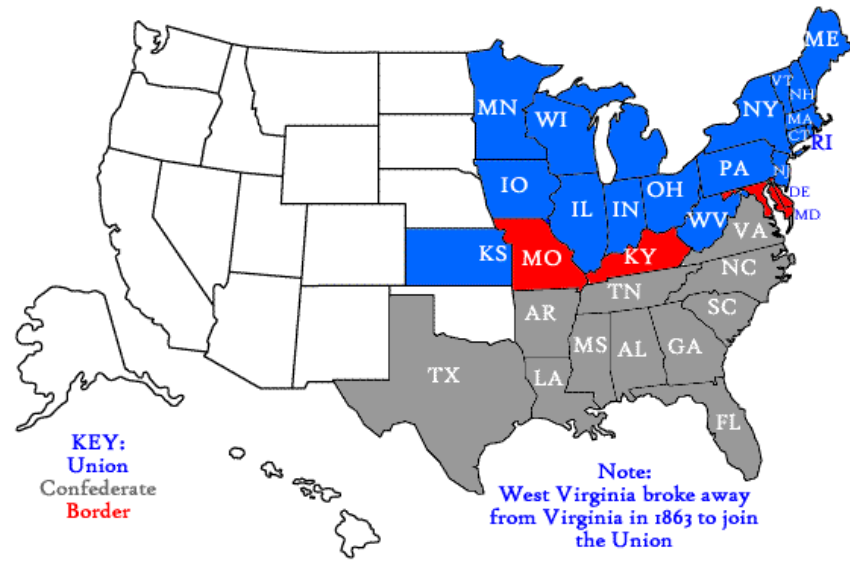 ME
VT
NH
MN
NY
WI
MA
CT
RI
PA
NJ
IO
OH
DE
IL
IN
MD
WV
VA
KS
MO
KY
NC
TN
SC
AR
MS
AL
GA
TX
LA
FL
KEY:
Union
Confederate
Border
Note:
West Virginia broke away
from Virginia in 1863 to join
the Union